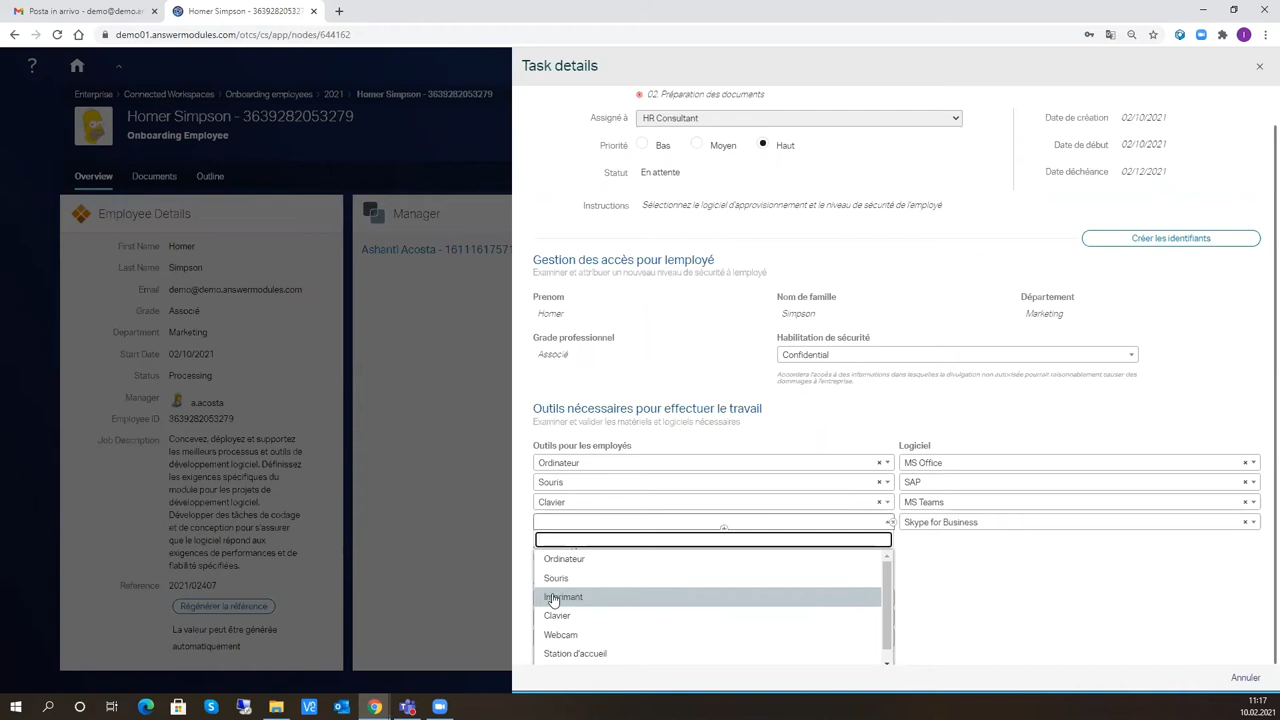 Posta in arrivo - demo@demo.an
Homer Simpson - 3639282053279
demo01.answermodules.com/otcs/cs/app/nodes/644162
Enterprise > Connected Workspaces > Onboarding employees > 2021 > Homer Simpson - 3639282053279
Homer Simpson - 3639282053279
Onboarding Employee
Overview Documents Outline
Employee Details
First Name Homer
Last Name Simpson
Email demo@demo.answermodules.com
Grade Associé
Department Marketing
Start Date 02/10/2021
Status Processing
Manager a.acosta
Employee ID 3639282053279
Job Description Concevez, déployez et supportez
les meilleurs processus et outils de
développement logiciel. Définissez
les exigences spécifiques du
module pour les projets de
développement logiciel.
Développer des tâches de codage
et de conception pour s'assurer
que le logiciel répond aux
exigences de performances et de
fiabilité spécifiées.
Reference 2021/02407
Régénérer la référence
La valeur peut être générée
automatiquement
Manager
Ashanti Acosta - 16111617571
Task details
02. Préparation des documents
Assigné à HR Consultant
Priorité Bas Moyen Haut
Statut En attente
Instructions Sélectionnez le logiciel d'approvisionnement et le niveau de sécurité de l'employé
Date de création 02/10/2021
Date de début 02/10/2021
Date déchéance 02/12/2021
Créer les identifiants
Gestion des accès pour lemployé
Examiner et attribuer un nouveau niveau de sécurité à lemployé
Prenom Nom de famille Département
Homer Simpson Marketing
Grade professionnel Habilitation de sécurité
Associé Confidential
Accordera l'accès à des informations dans lesquelles la divulgation non autorisée pourrait raisonnablement causer des
dommages à l'entreprise.
Outils nécessaires pour effectuer le travail
Examiner et valider les matériels et logiciels nécessaires
Outils pour les employés Logiciel
Ordinateur MS Office
Souris SAP
Clavier MS Teams
Skype for Business
Ordinateur
Souris
Imprimant
Clavier
Webcam
Station d'accueil
Annuler
11:17
10.02.2021